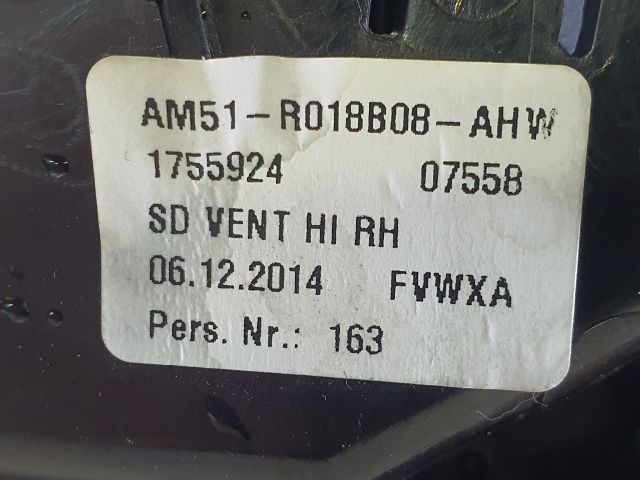 AM51-R018B08-AHW
1755924 07558
SD VENT HI RH
06.12.2014 FVWXA
Pers. Nr.: 163